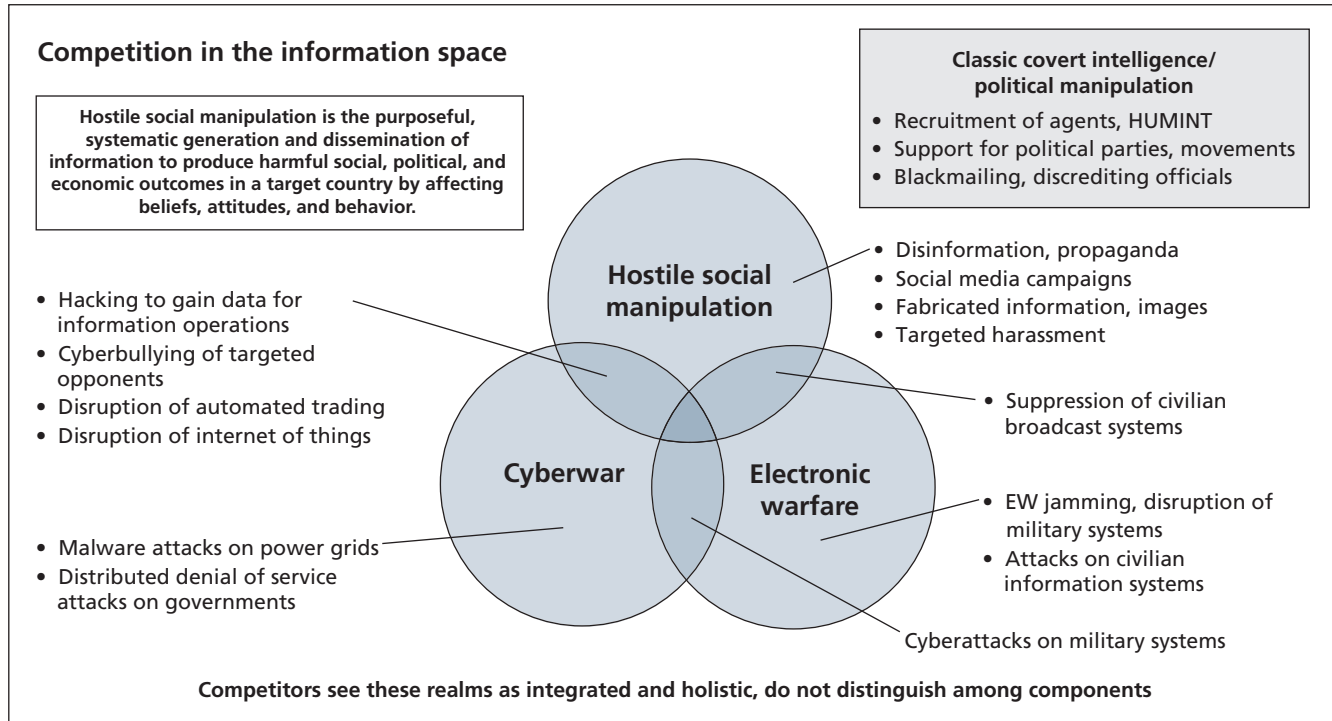 Competition in the information space
Hostile social manipulation is the purposeful,
systematic generation and dissemination of
information to produce harmful social, political, and
economic outcomes in a target country by affecting
beliefs, attitudes, and behavior.
Classic covert intelligence/
political manipulation
• Recruitment of agents, HUMINT
• Support for political parties, movements
• Blackmailing, discrediting officials
Hostile social
manipulation
• Disinformation, propaganda
• Social media campaigns
• Fabricated information, images
• Targeted harassment
• Hacking to gain data for
information operations
• Cyberbullying of targeted
opponents
• Disruption of automated trading
• Disruption of internet of things
• Suppression of civilian
broadcast systems
Cyberwar
Electronic
warfare
• EW jamming, disruption of
military systems
• Attacks on civilian
information systems
• Malware attacks on power grids
• Distributed denial of service
attacks on governments
Cyberattacks on military systems
Competitors see these realms as integrated and holistic, do not distinguish among components